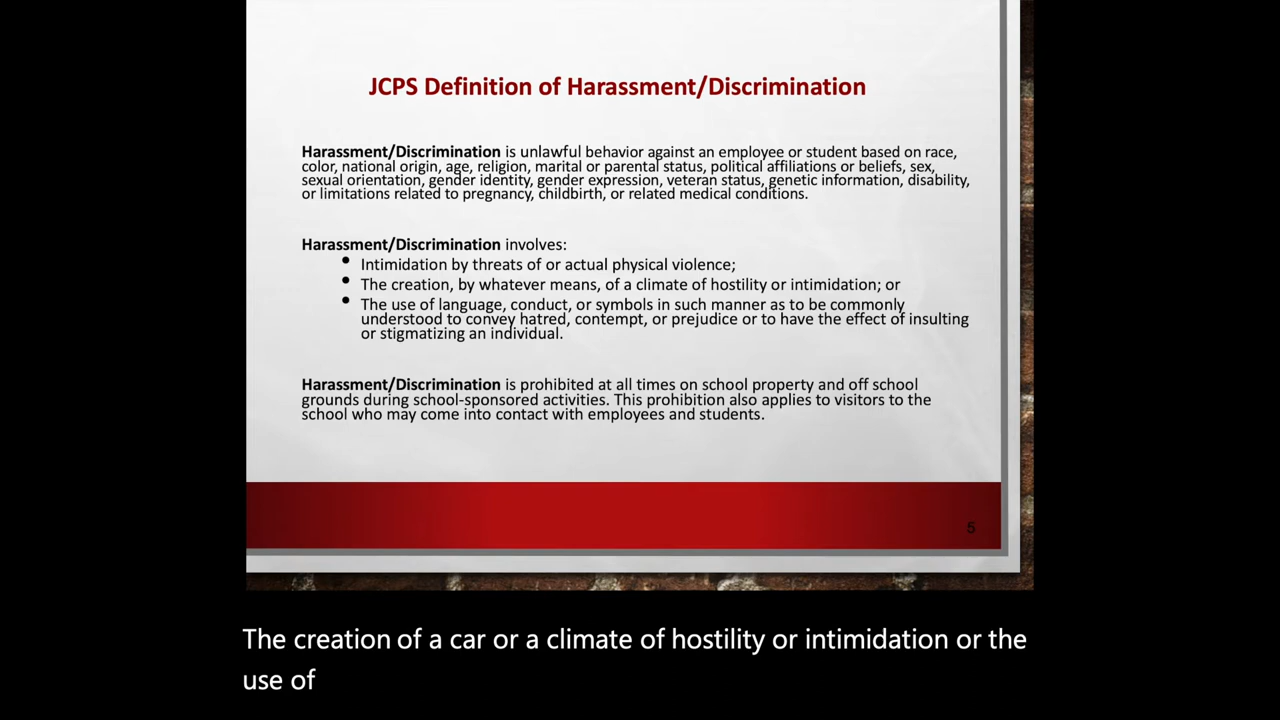 JCPS Definition of Harassment/Discrimination
Harassment/Discrimination is unlawful behavior against an employee or student based on race,
color, national origin, age, religion, marital or parental status, political affiliations or beliefs, sex,
sexual orientation, gender identity, gender expression, veteran status, genetic information, disability,
or limitations related to pregnancy, childbirth, or related medical conditions.
Harassment/Discrimination involves:
• Intimidation by threats of or actual physical violence;
• The creation, by whatever means, of a climate of hostility or intimidation; or
• The use of language, conduct, or symbols in such manner as to be commonly
understood to convey hatred, contempt, or prejudice or to have the effect of insulting
or stigmatizing an individual.
Harassment/Discrimination is prohibited at all times on school property and off school
grounds during school-sponsored activities. This prohibition also applies to visitors to the
school who may come into contact with employees and students.
5
The creation of a car or a climate of hostility or intimidation or the
use of